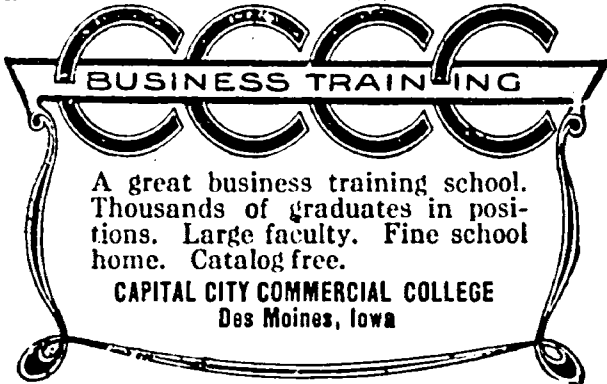 CCCC
BUSINESS TRAINING
A great business training school.
Thousands of graduates in posi-
tions. Large faculty. Fine school
home. Catalog free.
CAPITAL CITY COMMERCIAL COLLEGE
Des Moines, Iowa